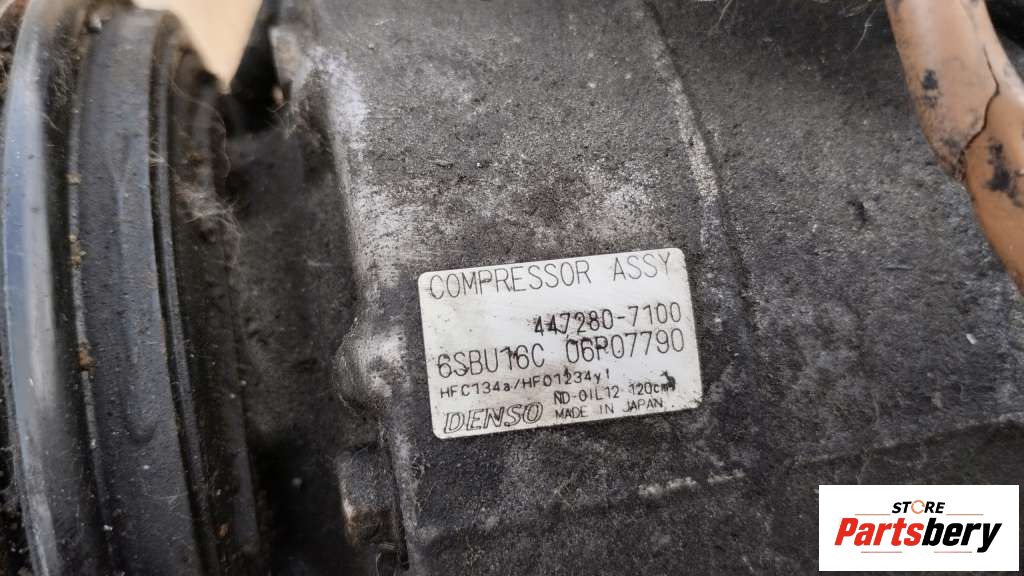 COMPRESSOR ASSY
447280-7100
6SBU16C 06P07790
HFC134a/HFO1234yf
ND-OIL12 120cm³
DENSO MADE IN JAPAN
STORE
Partsbery